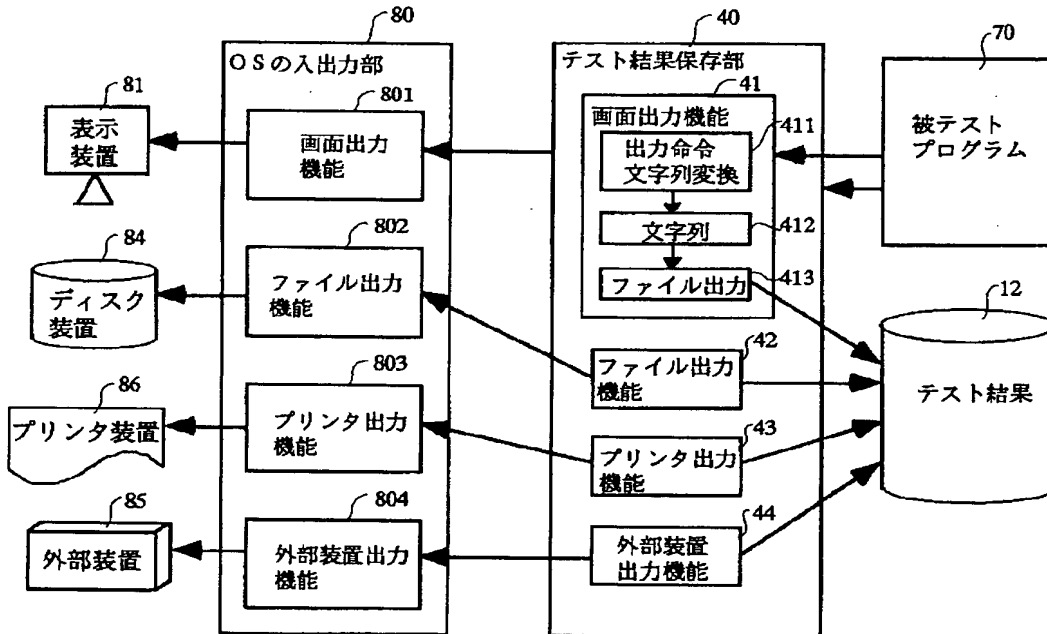 80
OSの入出力部
81
表示
装置
801
画面出力
機能
84
ディスク
装置
802
ファイル出力
機能
86
プリンタ装置
803
プリンタ出力
機能
85
外部装置
804
外部装置出力
機能
40
テスト結果保存部
41
画面出力機能
411
出力命令
文字列変換
文字列
412
ファイル出力
413
42
ファイル出力
機能
43
プリンタ出力
機能
44
外部装置
出力機能
70
被テスト
プログラム
12
テスト結果